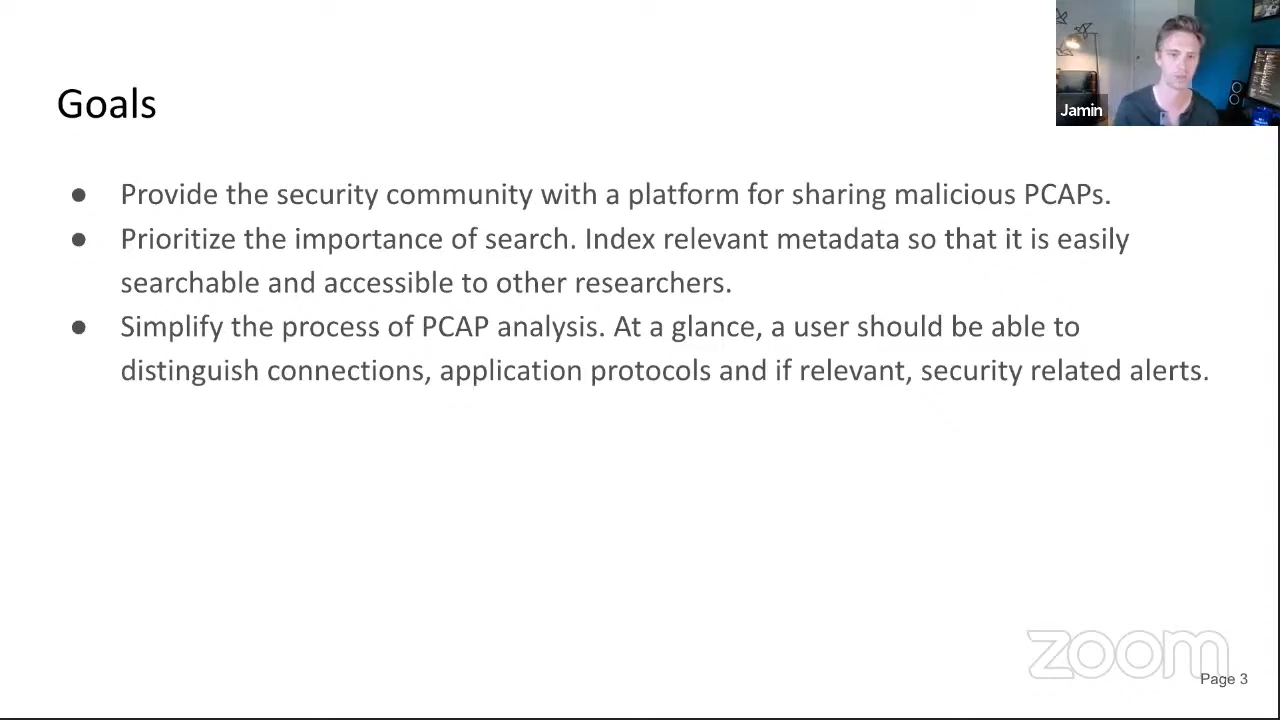 Jamin
Goals
● Provide the security community with a platform for sharing malicious PCAPs.
● Prioritize the importance of search. Index relevant metadata so that it is easily
searchable and accessible to other researchers.
● Simplify the process of PCAP analysis. At a glance, a user should be able to
distinguish connections, application protocols and if relevant, security related alerts.
zoom
Page 3